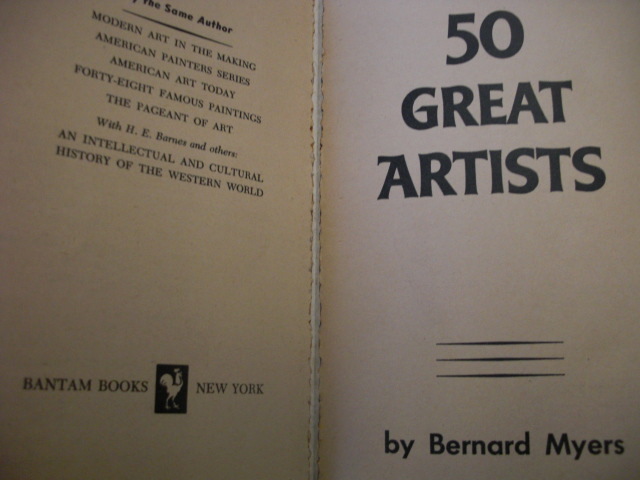 y the Same Author
MODERN ART IN THE MAKING
AMERICAN PAINTERS SERIES
AMERICAN ART TODAY
FORTY-EIGHT FAMOUS PAINTINGS
THE PAGEANT OF ART
With H. E. Barnes and others:
AN INTELLECTUAL AND CULTURAL
HISTORY OF THE WESTERN WORLD
BANTAM BOOKS NEW YORK
50
GREAT
ARTISTS
by Bernard Myers